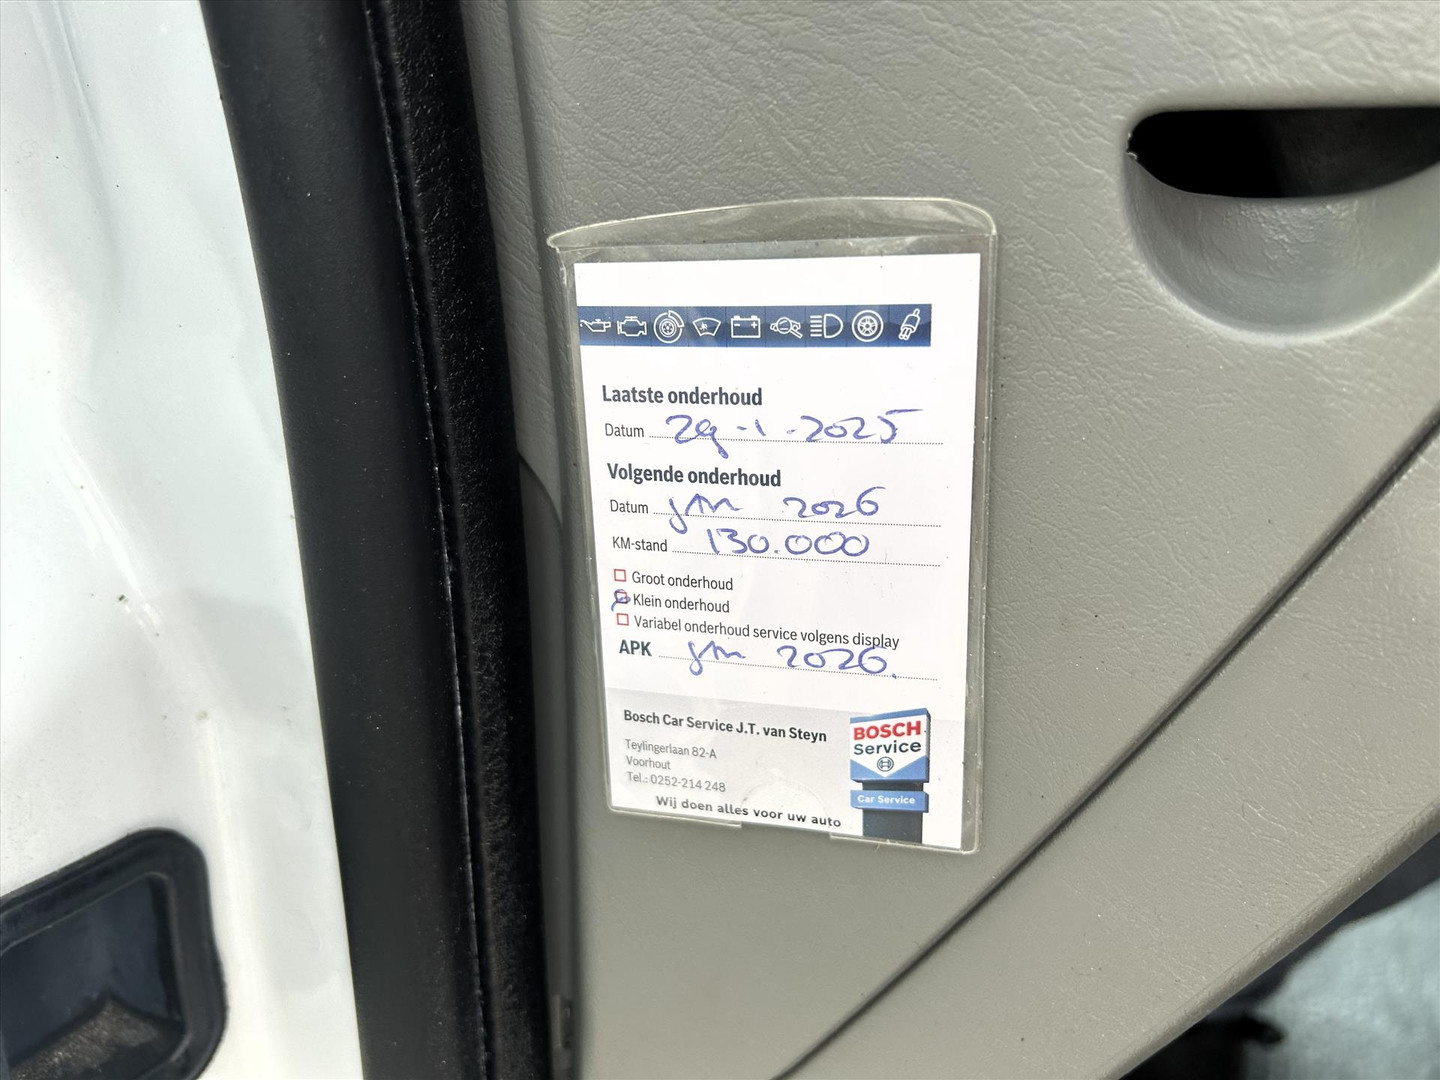 Laatste onderhoud
Datum 29-1-2025
Volgende onderhoud
Datum jan 2026
KM-stand 130.000
Groot onderhoud
Klein onderhoud
Variabel onderhoud service volgens display
APK jan 2026.
Bosch Car Service J.T. van Steyn
Teylingerlaan 82-A
Voorhout
Tel.: 0252-214 248
Wij doen alles voor uw auto
BOSCH
Service
Car Service